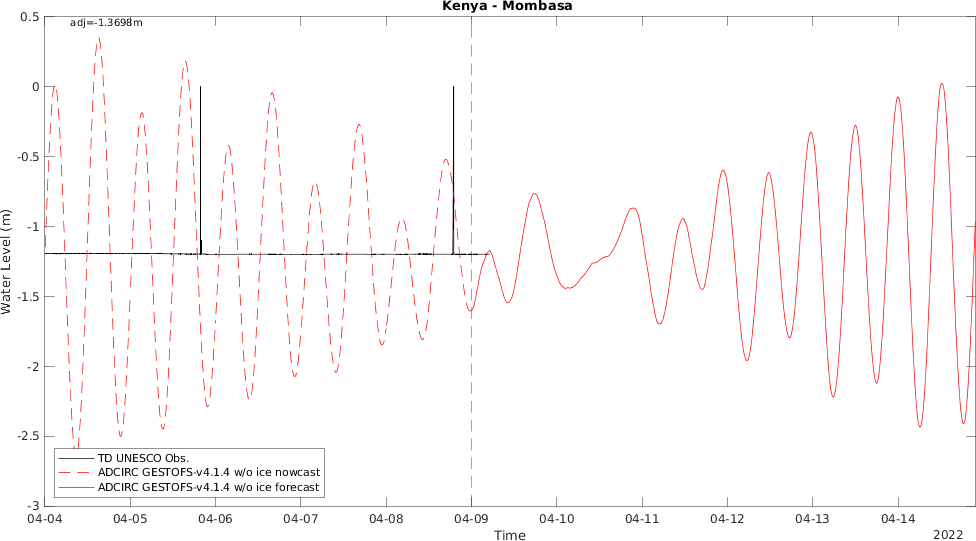 Kenya - Mombasa
adj=-1.3698m
0.5
0
-0.5
-1
-1.5
-2
-2.5
-3
Water Level (m)
TD UNESCO Obs.
ADCIRC GESTOFS-v4.1.4 w/o ice nowcast
ADCIRC GESTOFS-v4.1.4 w/o ice forecast
04-04 04-05 04-06 04-07 04-08 04-09 04-10 04-11 04-12 04-13 04-14
Time
2022